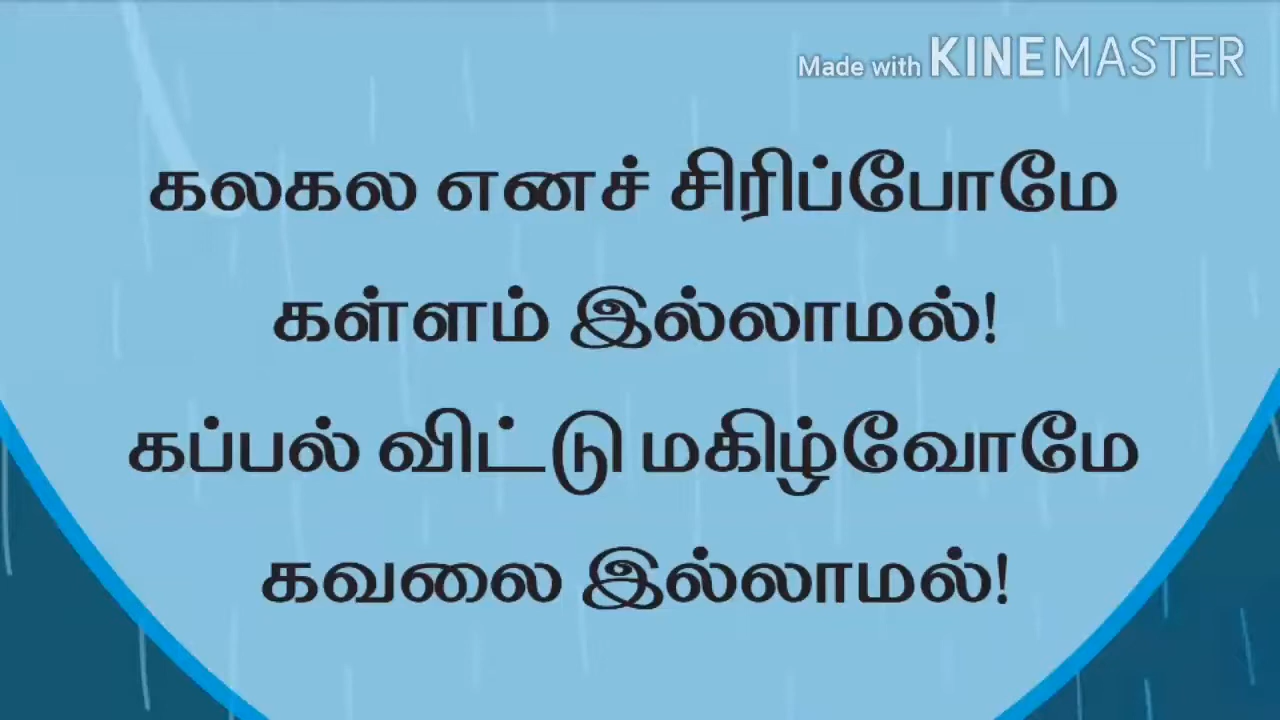 Made with KINEMASTER
கலகல எனச் சிரிப்போமே
கள்ளம் இல்லாமல்!
கப்பல் விட்டு மகிழ்வோமே
கவலை இல்லாமல்!